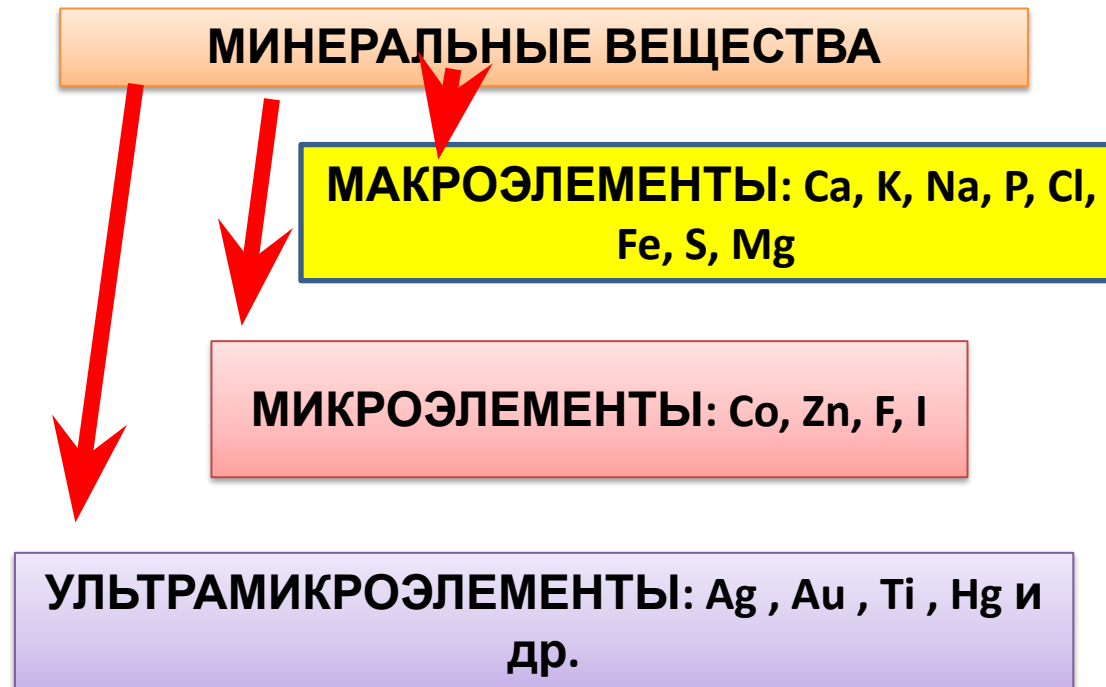 МИНЕРАЛЬНЫЕ ВЕЩЕСТВА
МАКРОЭЛЕМЕНТЫ: Ca, K, Na, P, Cl,
Fe, S, Mg
МИКРОЭЛЕМЕНТЫ: Co, Zn, F, I
УЛЬТРАМИКРОЭЛЕМЕНТЫ: Ag , Au , Ti , Hg и
др.